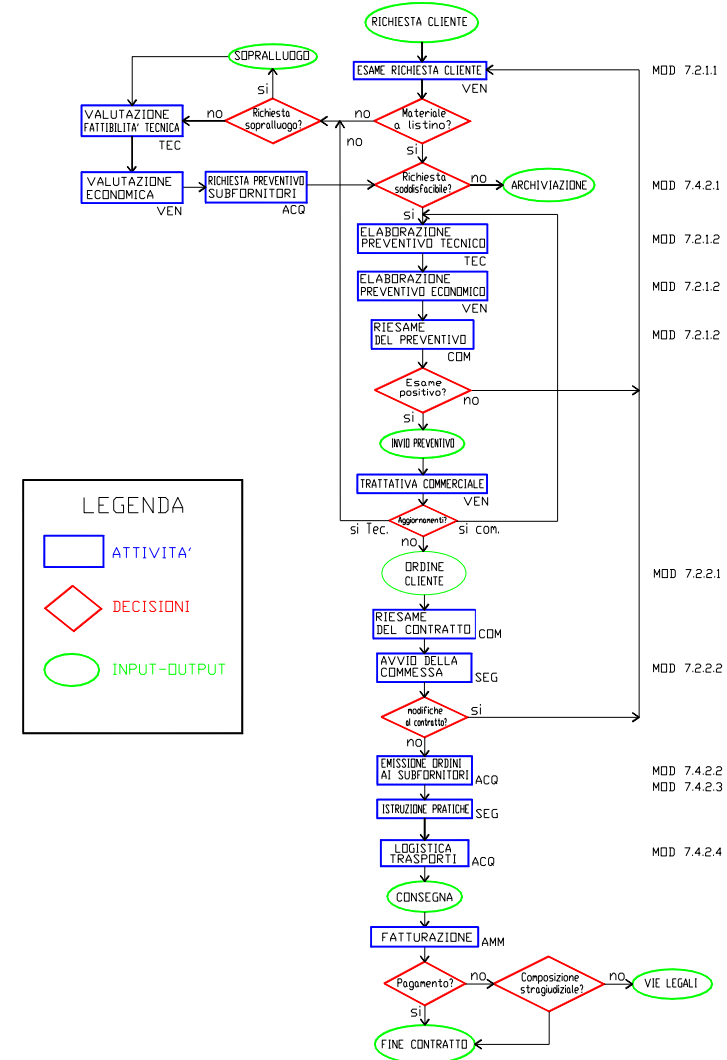 RICHIESTA CLIENTE
SOPRALLUOGO
ESAME RICHIESTA CLIENTE
MOD 7.2.1.1
VEN
si
VALUTAZIONE
FATTIBILITA' TECNICA
TEC
no
Richiesta
sopralluogo?
no
no
Materiale
a listino?
si
VALUTAZIONE
ECONOMICA
VEN
RICHIESTA PREVENTIVO
SUBFORNITORI
ACQ
Richiesta
soddisfacibile?
no
ARCHIVIAZIONE
MOD 7.4.2.1
si
ELABORAZIONE
PREVENTIVO TECNICO
TEC
MOD 7.2.1.2
ELABORAZIONE
PREVENTIVO ECONOMICO
VEN
MOD 7.2.1.2
RIESAME
DEL PREVENTIVO
COM
MOD 7.2.1.2
Esame
positivo?
no
si
INVIO PREVENTIVO
TRATTATIVA COMMERCIALE
VEN
Aggiornamenti?
si Tec.
si com.
no
ORDINE
CLIENTE
MOD 7.2.2.1
RIESAME
DEL CONTRATTO
COM
AVVIO DELLA
COMMESSA
SEG
MOD 7.2.2.2
modifiche
al contratto?
si
no
EMISSIONE ORDINI
AI SUBFORNITORI
ACQ
MOD 7.4.2.2
MOD 7.4.2.3
ISTRUZIONE PRATICHE
SEG
LOGISTICA
TRASPORTI
ACQ
MOD 7.4.2.4
CONSEGNA
FATTURAZIONE
AMM
Pagamento?
no
Composizione
stragiudiziale?
no
VIE LEGALI
si
FINE CONTRATTO
LEGENDA
ATTIVITA'
DECISIONI
INPUT-OUTPUT